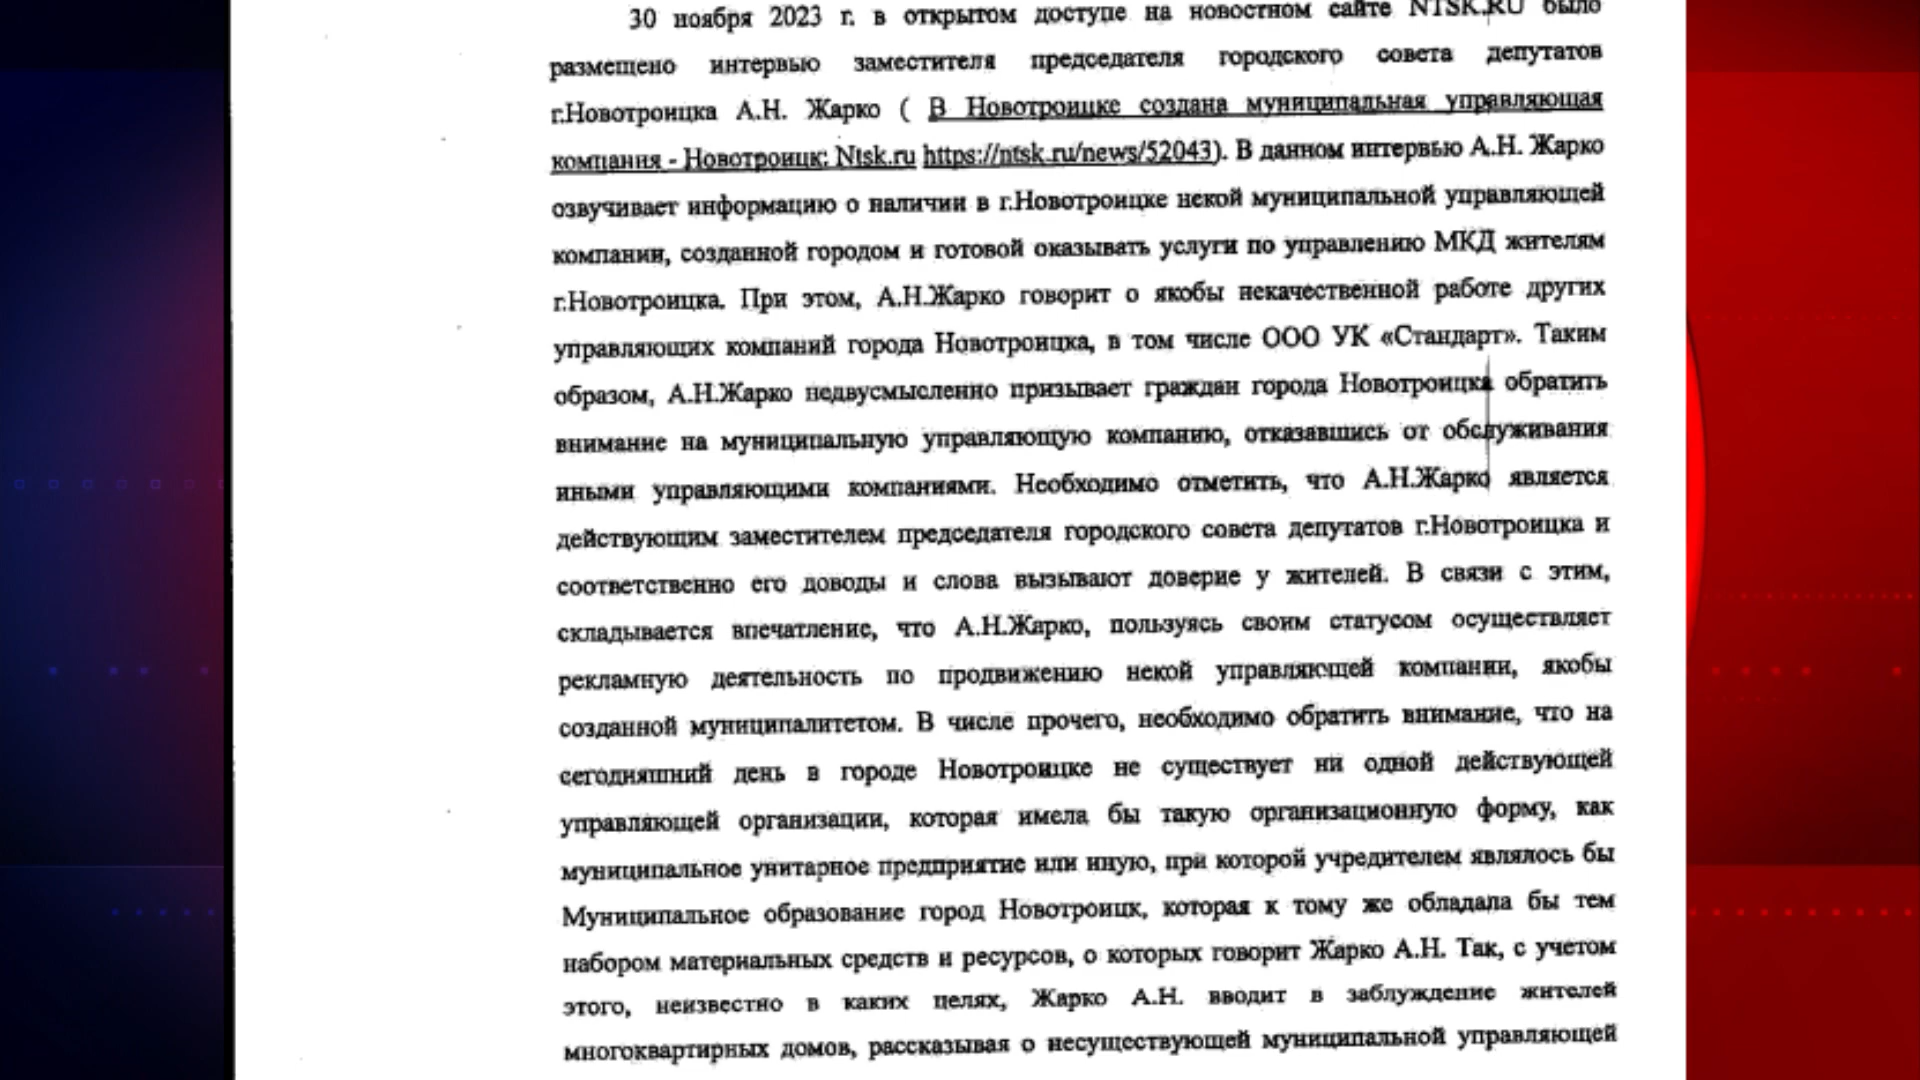 30 ноября 2023 г. в открытом доступе на новостном сайте NTSK.RU было
размещено интервью заместителя председателя городского совета депутатов
г.Новотроицка А.Н. Жарко ( В Новотроицке создана муниципальная управляющая
компания - Новотроицк: Ntsk.ru https://ntsk.ru/news/52043). В данном интервью А.Н. Жарко
озвучивает информацию о наличии в г.Новотроицке некой муниципальной управляющей
компании, созданной городом и готовой оказывать услуги по управлению МКД жителям
г.Новотроицка. При этом, А.Н.Жарко говорит о якобы некачественной работе других
управляющих компаний города Новотроицка, в том числе ООО УК «Стандарт». Таким
образом, А.Н.Жарко недвусмысленно призывает граждан города Новотроицка обратить
внимание на муниципальную управляющую компанию, отказавшись от обслуживания
иными управляющими компаниями. Необходимо отметить, что А.Н.Жарко является
действующим заместителем председателя городского совета депутатов г.Новотроицка и
соответственно его доводы и слова вызывают доверие у жителей. В связи с этим,
складывается впечатление, что А.Н.Жарко, пользуясь своим статусом осуществляет
рекламную деятельность по продвижению некой управляющей компании, якобы
созданной муниципалитетом. В числе прочего, необходимо обратить внимание, что на
сегодняшний день в городе Новотроицке не существует ни одной действующей
управляющей организации, которая имела бы такую организационную форму, как
муниципальное унитарное предприятие или иную, при которой учредителем являлось бы
Муниципальное образование город Новотроицк, которая к тому же обладала бы тем
набором материальных средств и ресурсов, о которых говорит Жарко А.Н. Так, с учетом
этого, неизвестно в каких целях, Жарко А.Н. вводит в заблуждение жителей
многоквартирных домов, рассказывая о несуществующей муниципальной управляющей